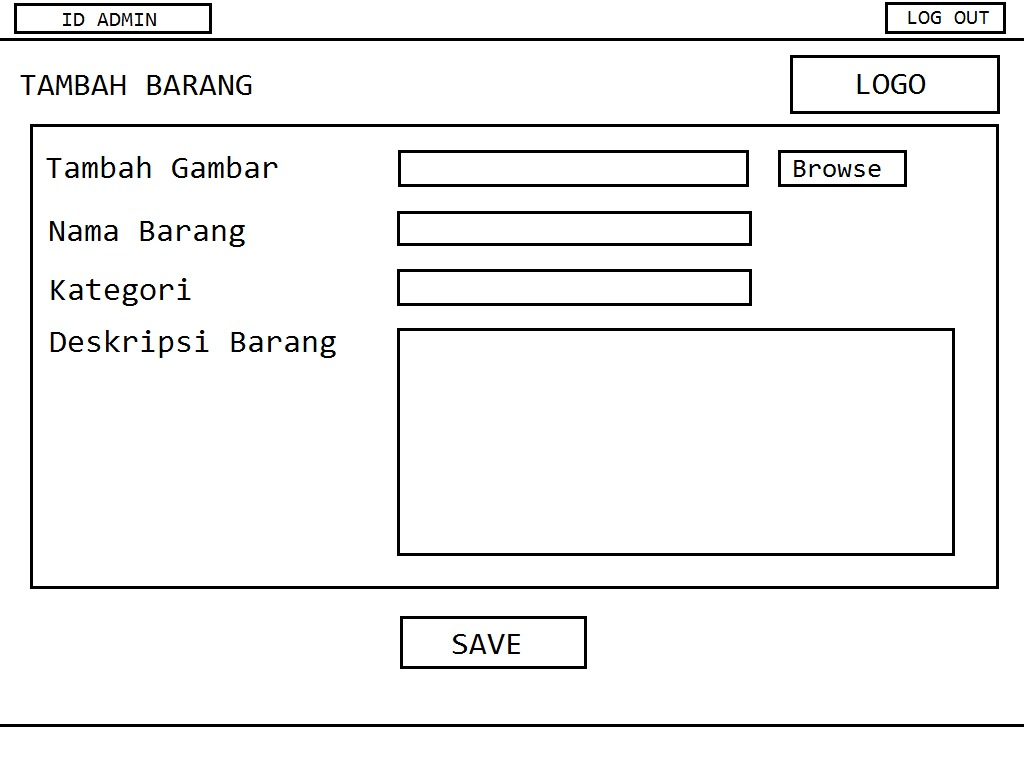 ID ADMIN
LOG OUT
TAMBAH BARANG
LOGO
Tambah Gambar
Browse
Nama Barang
Kategori
Deskripsi Barang
SAVE